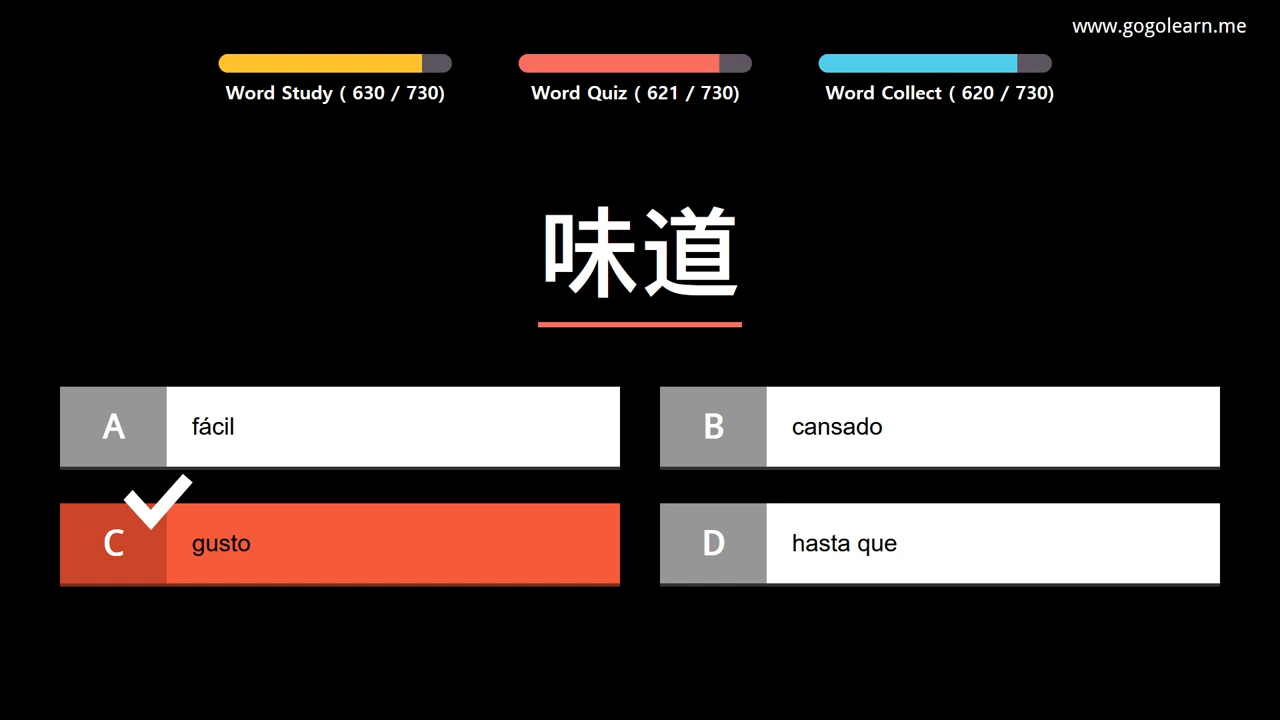 www.gogolearn.me
Word Study ( 630 / 730)
Word Quiz ( 621 / 730)
Word Collect ( 620 / 730)
味道
A fácil
B cansado
C gusto
D hasta que